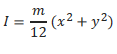 I = m/12 (x² + y²)